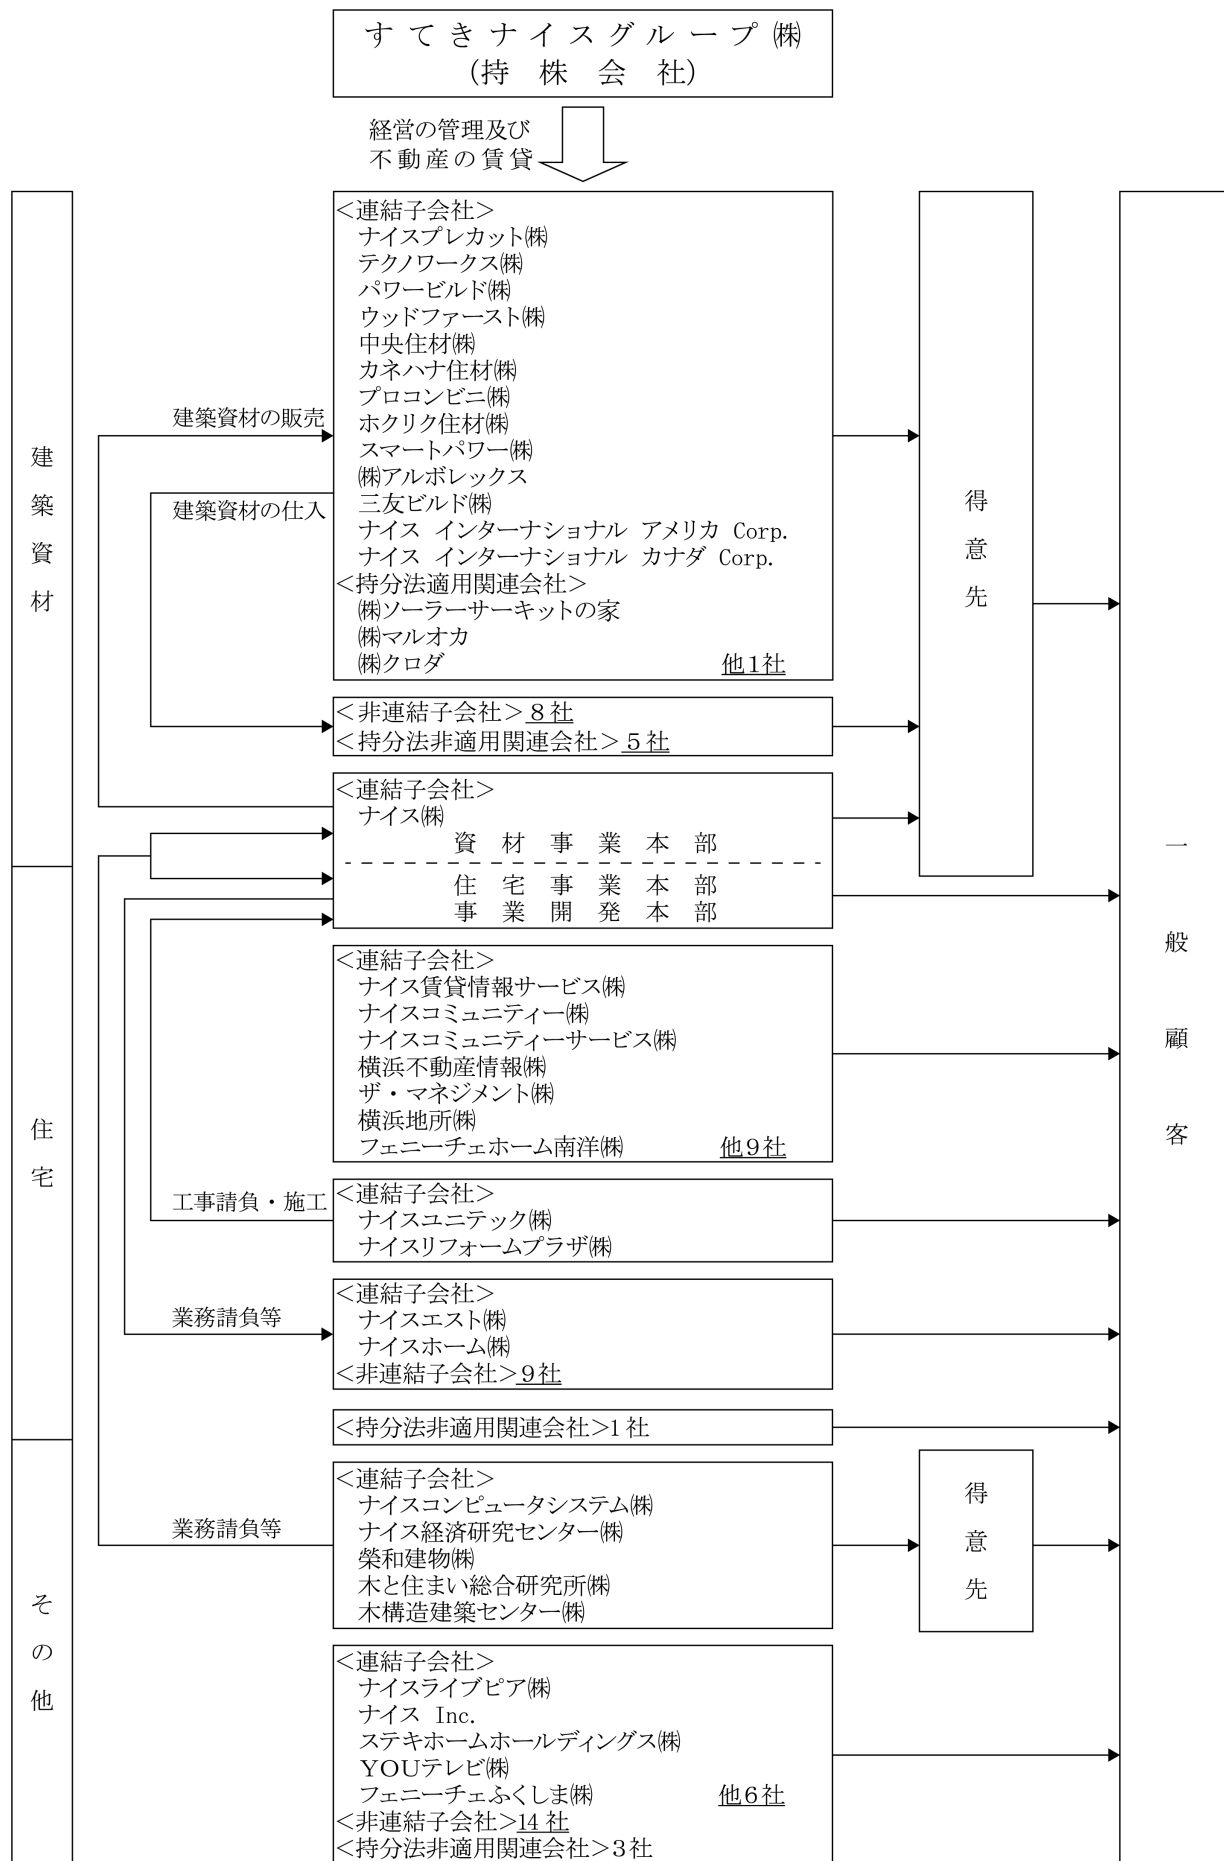 すてきナイスグループ㈱
(持株会社)
経営の管理及び
不動産の賃貸
建築資材
<連結子会社>
ナイスプレカット㈱
テクノワークス㈱
パワービルド㈱
ウッドファースト㈱
中央住材㈱
カネハナ住材㈱
プロコンビニ㈱
ホクリク住材㈱
スマートパワー㈱
㈱アルボレックス
三友ビルド㈱
ナイス インターナショナル アメリカ Corp.
ナイス インターナショナル カナダ Corp.
<持分法適用関連会社>
㈱ソーラーサーキットの家
㈱マルオカ
㈱クロダ 他1社
建築資材の販売
建築資材の仕入
<非連結子会社>8社
<持分法非適用関連会社>5社
<連結子会社>
ナイス㈱
資材事業本部
住宅事業本部
事業開発本部
得意先
一般顧客
住宅
<連結子会社>
ナイス賃貸情報サービス㈱
ナイスコミュニティー㈱
ナイスコミュニティーサービス㈱
横浜不動産情報㈱
ザ・マネジメント㈱
横浜地所㈱
フェニーチェホーム南洋㈱ 他9社
工事請負・施工
<連結子会社>
ナイスユニテック㈱
ナイスリフォームプラザ㈱
業務請負等
<連結子会社>
ナイスエスト㈱
ナイスホーム㈱
<非連結子会社>9社
<持分法非適用関連会社>1社
その他
業務請負等
<連結子会社>
ナイスコンピュータシステム㈱
ナイス経済研究センター㈱
榮和建物㈱
木と住まい総合研究所㈱
木構造建築センター㈱
得意先
<連結子会社>
ナイスライブピア㈱
ナイス Inc.
ステキホームホールディングス㈱
YOUテレビ㈱
フェニーチェふくしま㈱ 他6社
<非連結子会社>14社
<持分法非適用関連会社>3社